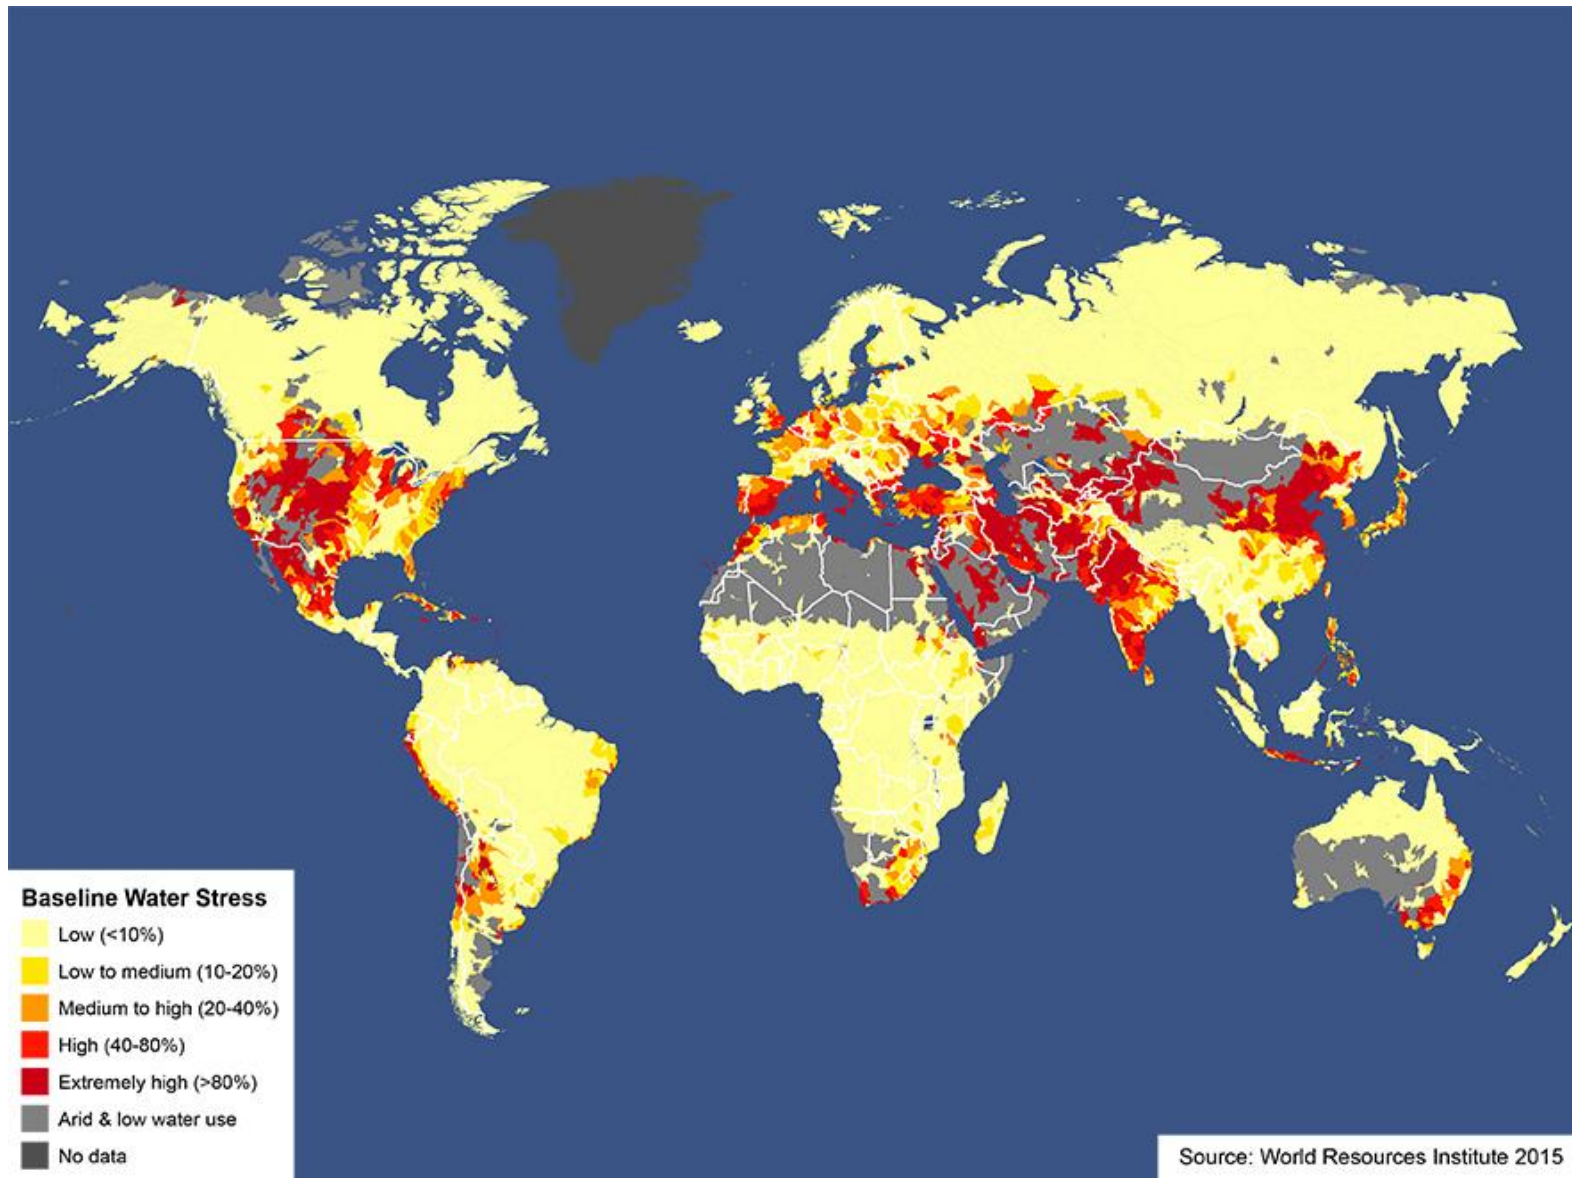 Baseline Water Stress
Low (<10%)
Low to medium (10-20%)
Medium to high (20-40%)
High (40-80%)
Extremely high (>80%)
Arid & low water use
No data
Source: World Resources Institute 2015